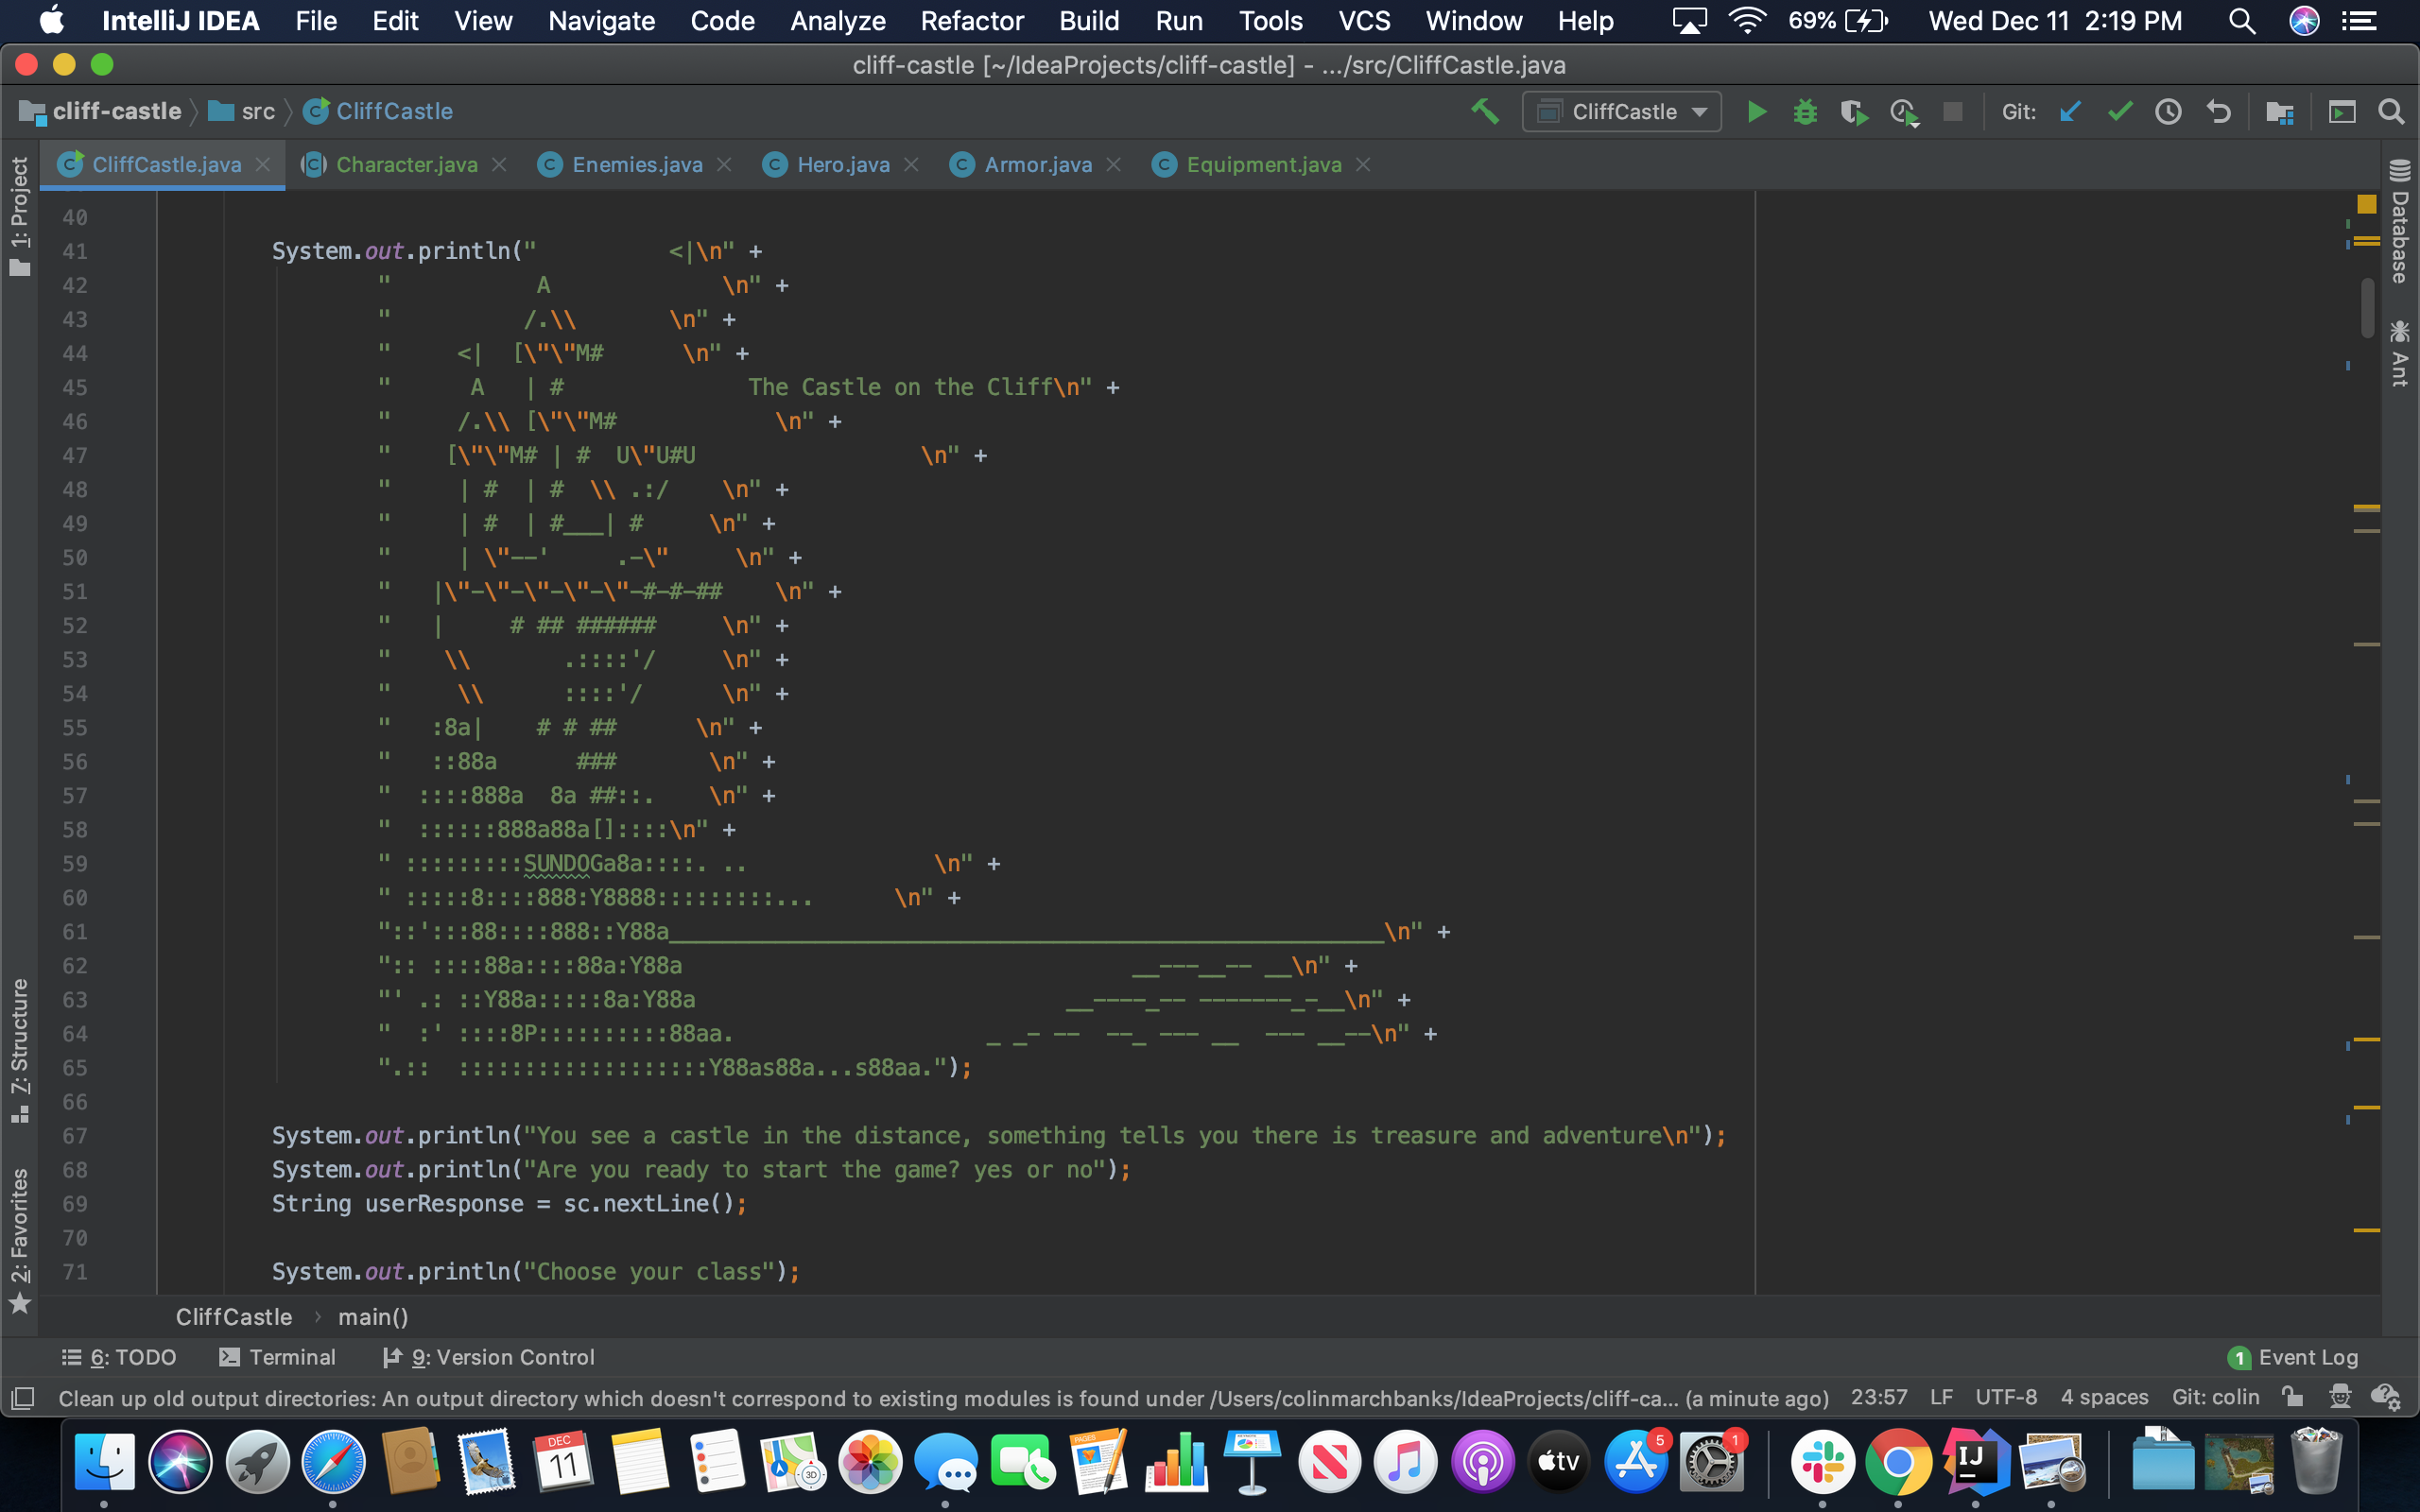 IntelliJ IDEA File Edit View Navigate Code Analyze Refactor Build Run Tools VCS Window Help 69% Wed Dec 11 2:19 PM
cliff-castle [~/IdeaProjects/cliff-castle] - .../src/CliffCastle.java
cliff-castle src CliffCastle CliffCastle Git:
CliffCastle.java Character.java Enemies.java Hero.java Armor.java Equipment.java
1: Project
7: Structure
2: Favorites
Database
Ant
40
41 System.out.println("          <|\n" +
42 "           A             \n" +
43 "          /.\\       \n" +
44 "     <|  [\"\"M#      \n" +
45 "      A   | #              The Castle on the Cliff\n" +
46 "     /.\\ [\"\"M#            \n" +
47 "    [\"\"M# | #  U\"U#U                 \n" +
48 "     | #  | #  \\ .:/    \n" +
49 "     | #  | #___| #     \n" +
50 "     | \"--'     .-\"     \n" +
51 "   |\"-\"-\"-\"-\"-#-#-##    \n" +
52 "   |     # ## ######     \n" +
53 "    \\       .::::'/     \n" +
54 "     \\      ::::'/      \n" +
55 "   :8a|    # # ##      \n" +
56 "   ::88a      ###       \n" +
57 "  ::::888a  8a ##::.    \n" +
58 "  ::::::888a88a[]::::\n" +
59 " :::::::::SUNDOGa8a::::. ..              \n" +
60 " :::::8::::888:Y8888:::::::::...      \n" +
61 "::':::88::::888::Y88a______________________________________________________\n" +
62 ":: ::::88a::::88a:Y88a                                  __---__-- __\n" +
63 "' .: ::Y88a:::::8a:Y88a                            __----_-- -------_-__\n" +
64 "  :' ::::8P::::::::::88aa.                   _ _- --  --_ --- __  --- __--\n" +
65 ".::  :::::::::::::::::::Y88as88a...s88aa.");
66
67 System.out.println("You see a castle in the distance, something tells you there is treasure and adventure\n");
68 System.out.println("Are you ready to start the game? yes or no");
69 String userResponse = sc.nextLine();
70
71 System.out.println("Choose your class");
CliffCastle main()
6: TODO Terminal 9: Version Control 1 Event Log
Clean up old output directories: An output directory which doesn't correspond to existing modules is found under /Users/colinmarchbanks/IdeaProjects/cliff-ca... (a minute ago) 23:57 LF UTF-8 4 spaces Git: colin
DEC 11 3D PAGES tv 5 1 IJ